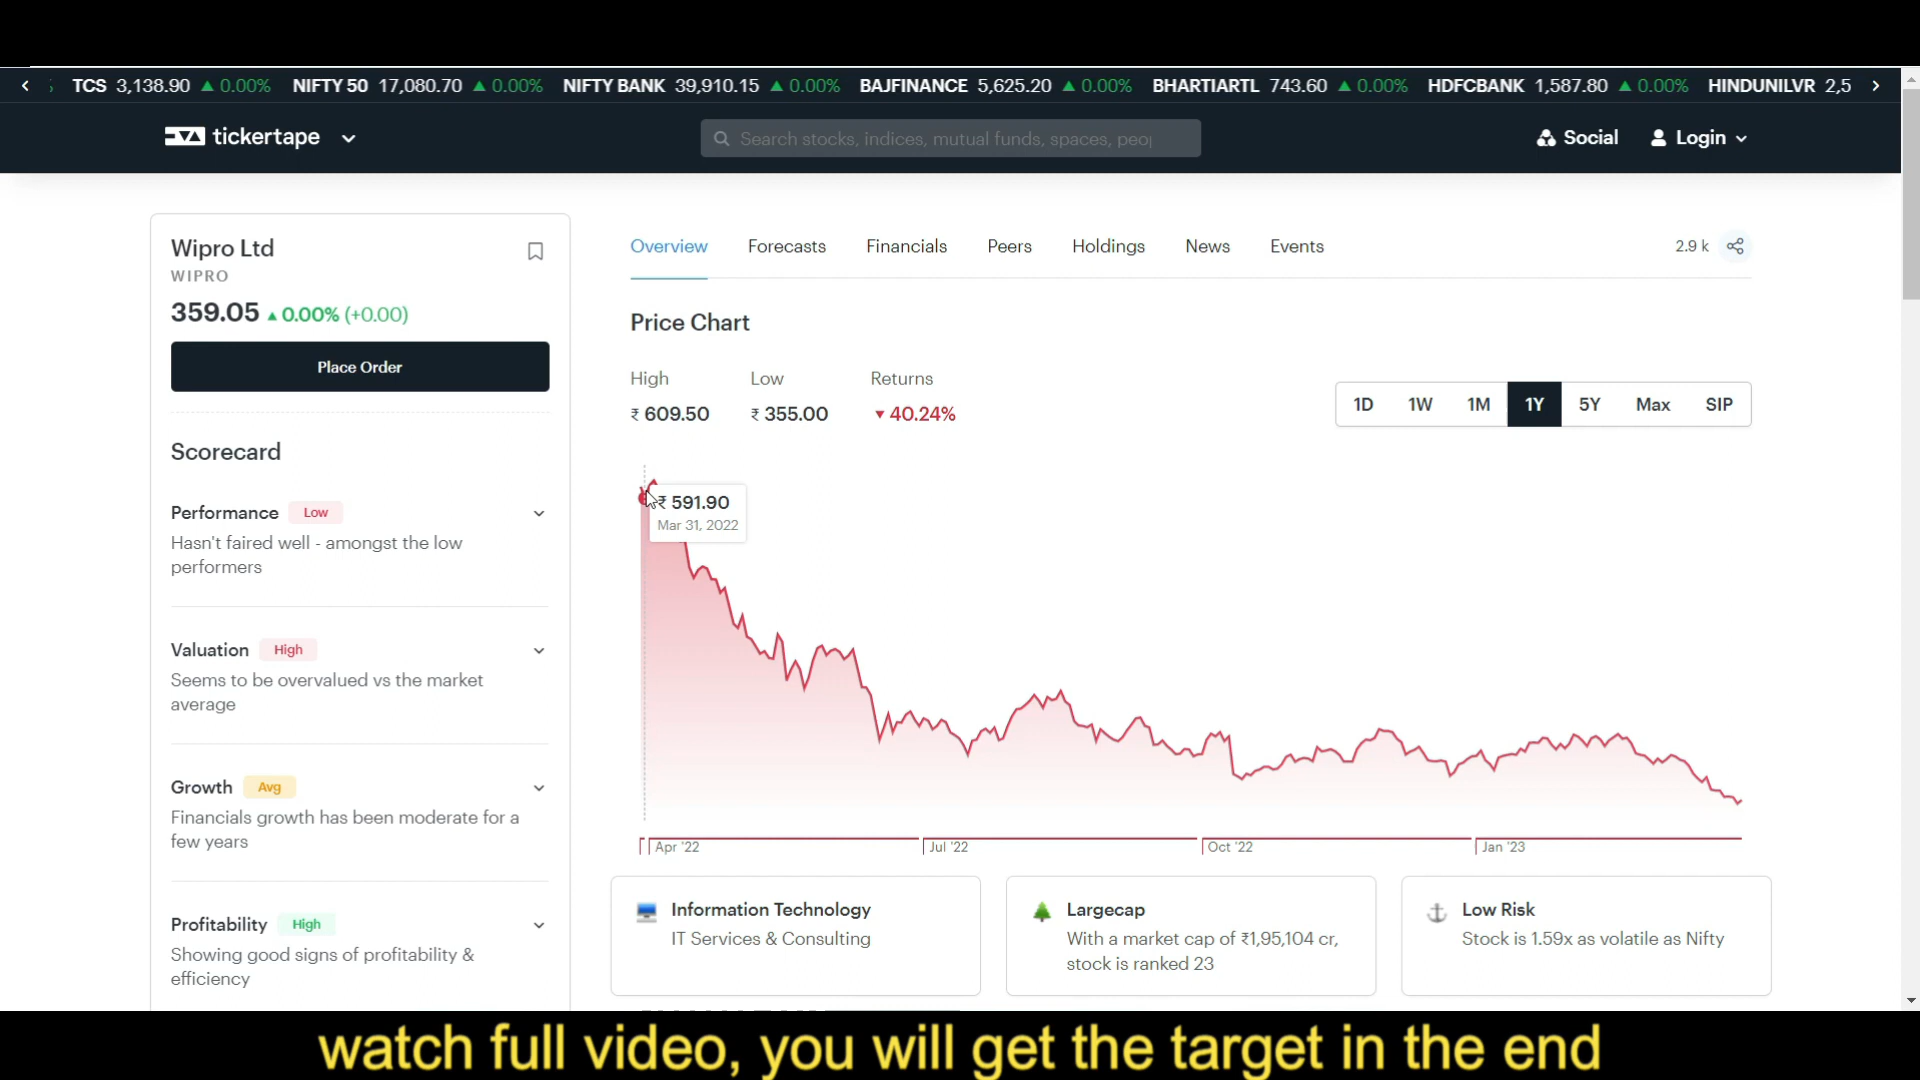 TCS 3,138.90 ▲ 0.00% NIFTY 50 17,080.70 ▲ 0.00% NIFTY BANK 39,910.15 ▲ 0.00% BAJFINANCE 5,625.20 ▲ 0.00% BHARTIARTL 743.60 ▲ 0.00% HDFCBANK 1,587.80 ▲ 0.00% HINDUNILVR 2,5
tickertape
Search stocks, indices, mutual funds, spaces, peop
Social
Login
Wipro Ltd
WIPRO
359.05 ▲ 0.00% (+0.00)
Place Order
Scorecard
Performance Low
Hasn't faired well - amongst the low
performers
Valuation High
Seems to be overvalued vs the market
average
Growth Avg
Financials growth has been moderate for a
few years
Profitability High
Showing good signs of profitability &
efficiency
Overview Forecasts Financials Peers Holdings News Events
2.9 k
Price Chart
High Low Returns
₹ 609.50 ₹ 355.00 ▼ 40.24%
1D 1W 1M 1Y 5Y Max SIP
₹ 591.90
Mar 31, 2022
Apr '22 Jul '22 Oct '22 Jan '23
Information Technology
IT Services & Consulting
Largecap
With a market cap of ₹1,95,104 cr,
stock is ranked 23
Low Risk
Stock is 1.59x as volatile as Nifty
watch full video, you will get the target in the end